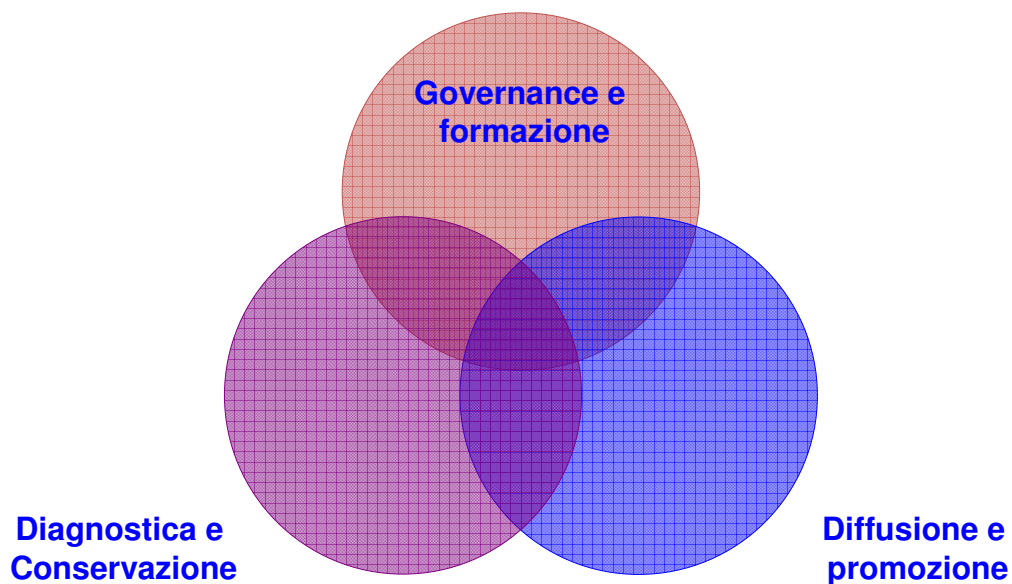 Governance e
formazione
Diagnostica e
Conservazione
Diffusione e
promozione